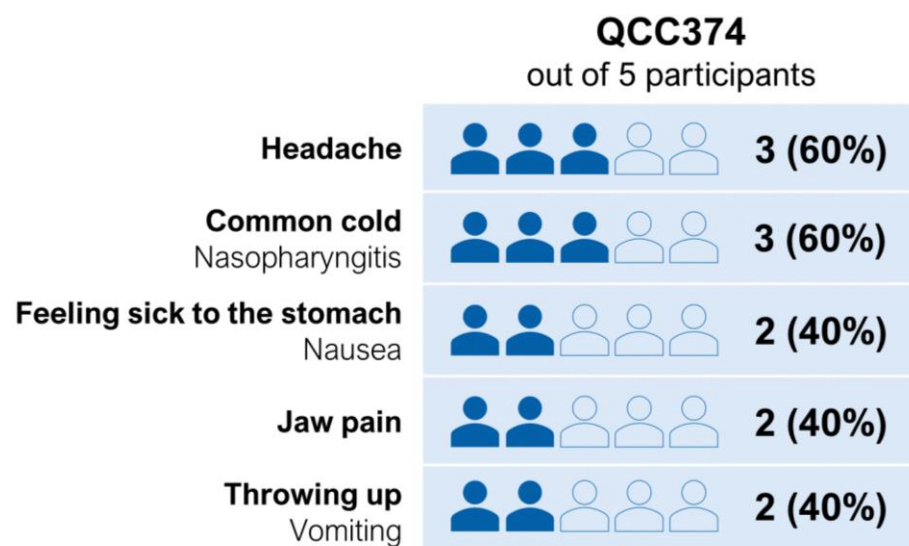 QCC374
out of 5 participants
Headache
3 (60%)
Common cold
Nasopharyngitis
3 (60%)
Feeling sick to the stomach
Nausea
2 (40%)
Jaw pain
2 (40%)
Throwing up
Vomiting
2 (40%)